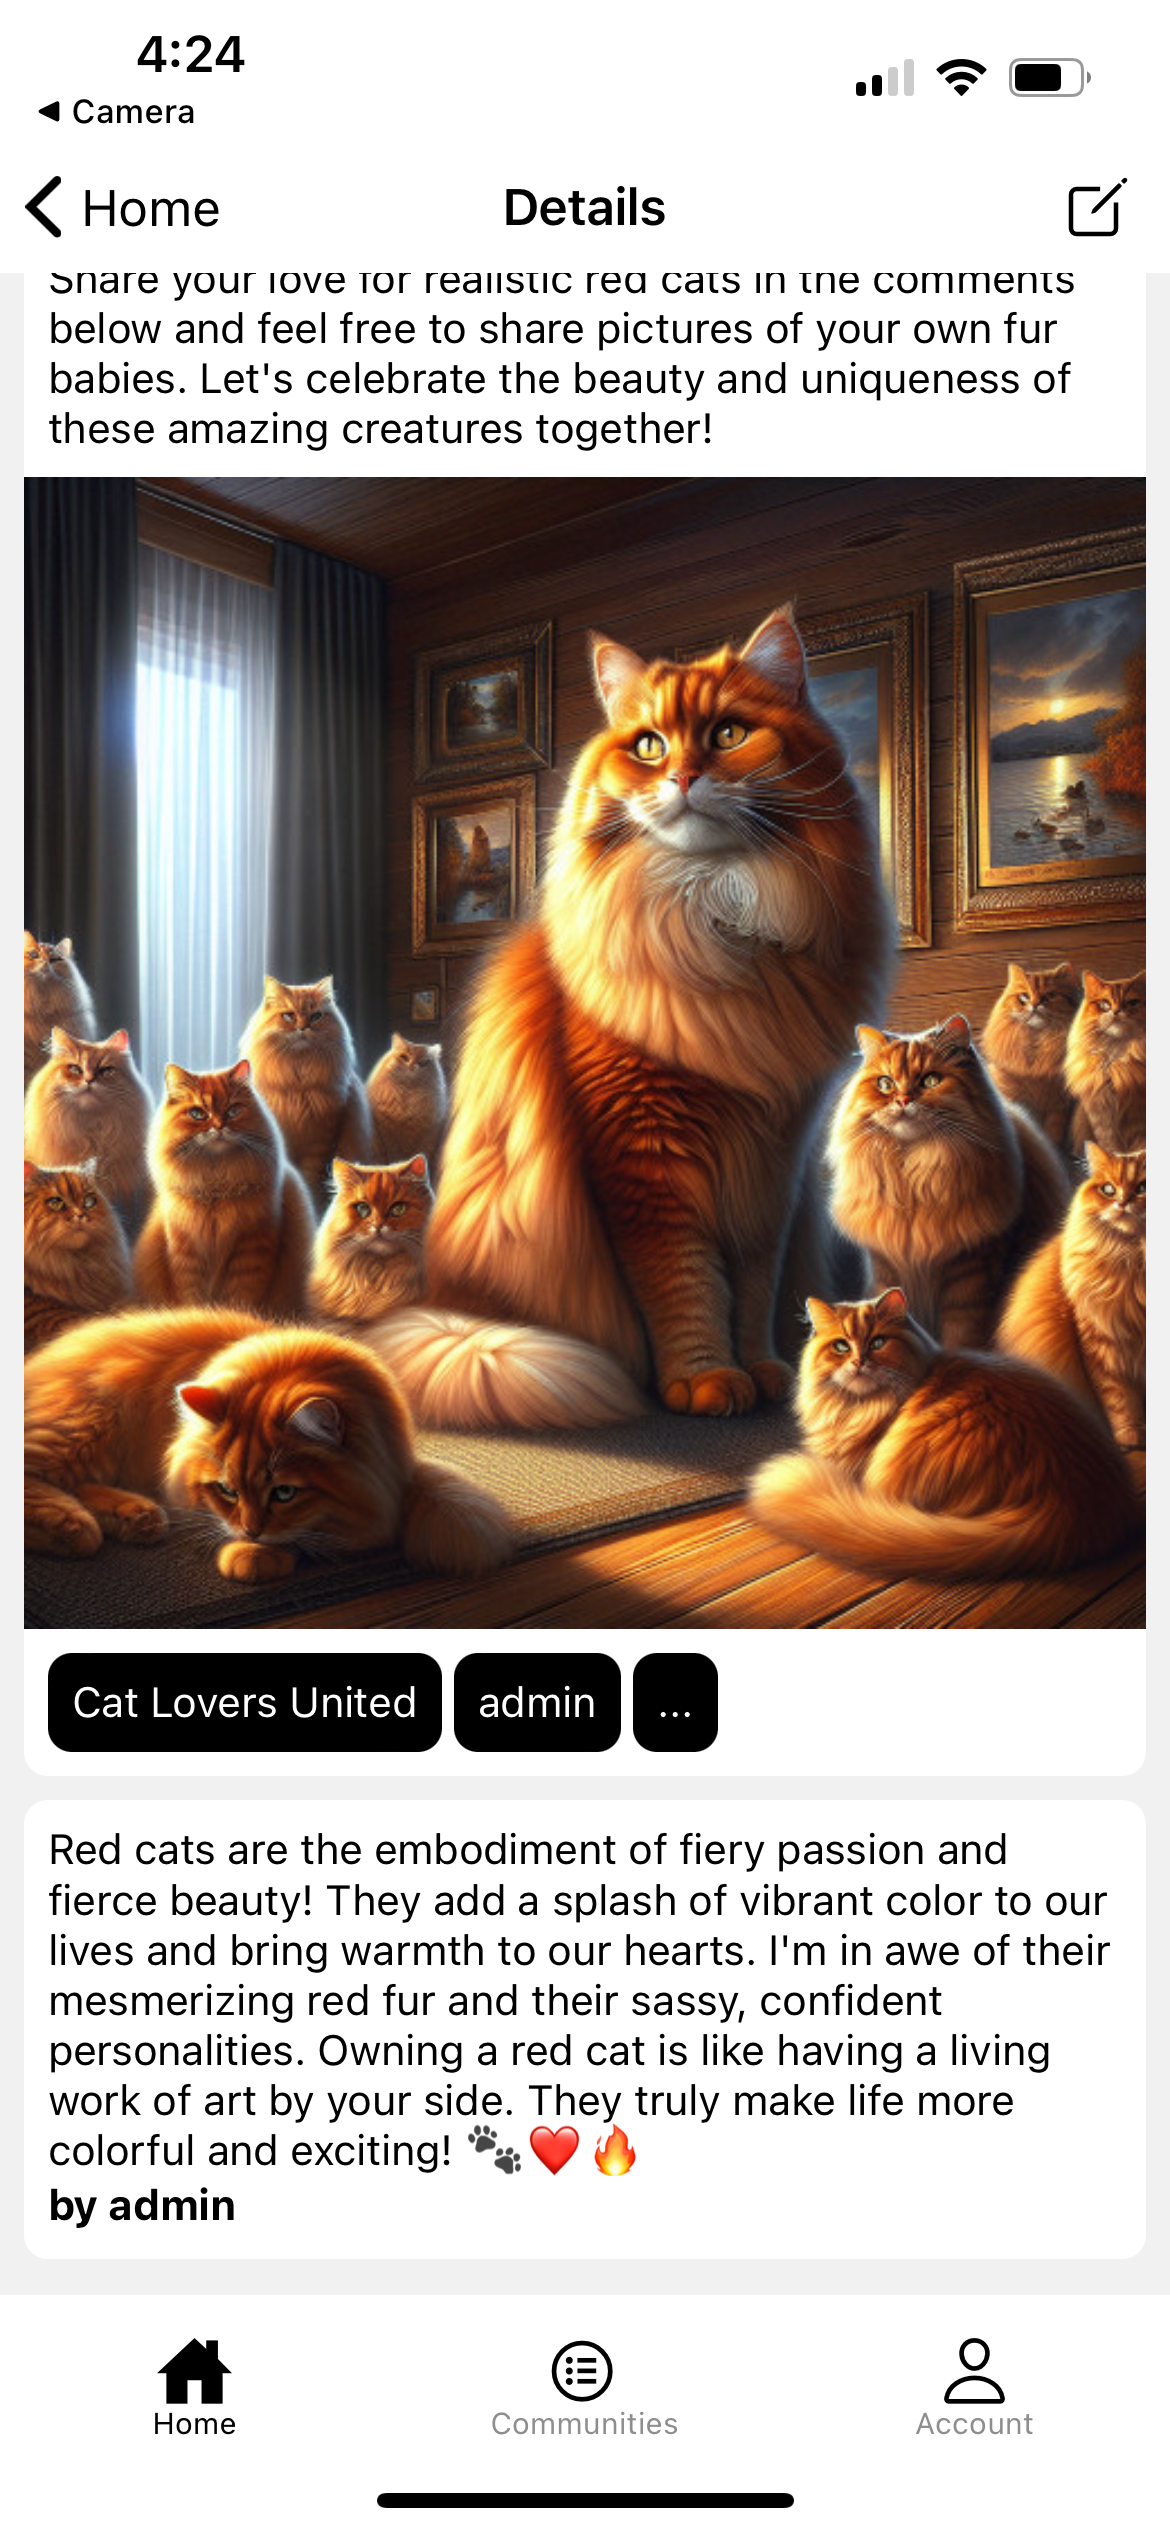 4:24
Camera
Home
Details
Share your love for realistic red cats in the comments
below and feel free to share pictures of your own fur
babies. Let's celebrate the beauty and uniqueness of
these amazing creatures together!
Cat Lovers United
admin
...
Red cats are the embodiment of fiery passion and
fierce beauty! They add a splash of vibrant color to our
lives and bring warmth to our hearts. I'm in awe of their
mesmerizing red fur and their sassy, confident
personalities. Owning a red cat is like having a living
work of art by your side. They truly make life more
colorful and exciting! 🐾❤️🔥
by admin
Home
Communities
Account